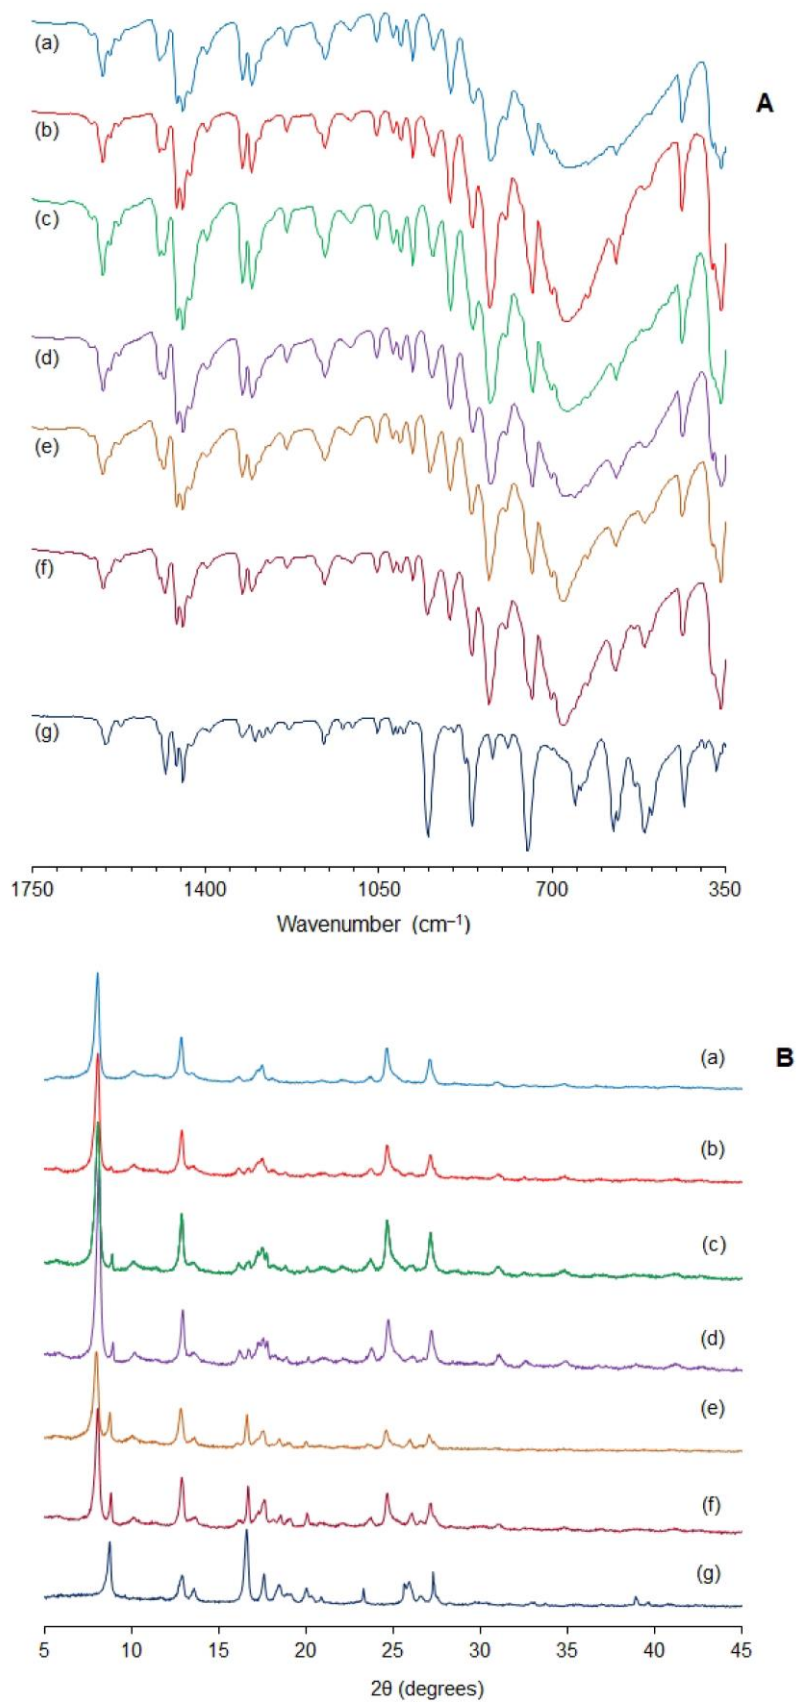 (a)
A
(b)
(c)
(d)
(e)
(f)
(g)
1750 1400 1050 700 350
Wavenumber (cm⁻¹)
(a)
B
(b)
(c)
(d)
(e)
(f)
(g)
5 10 15 20 25 30 35 40 45
2θ (degrees)